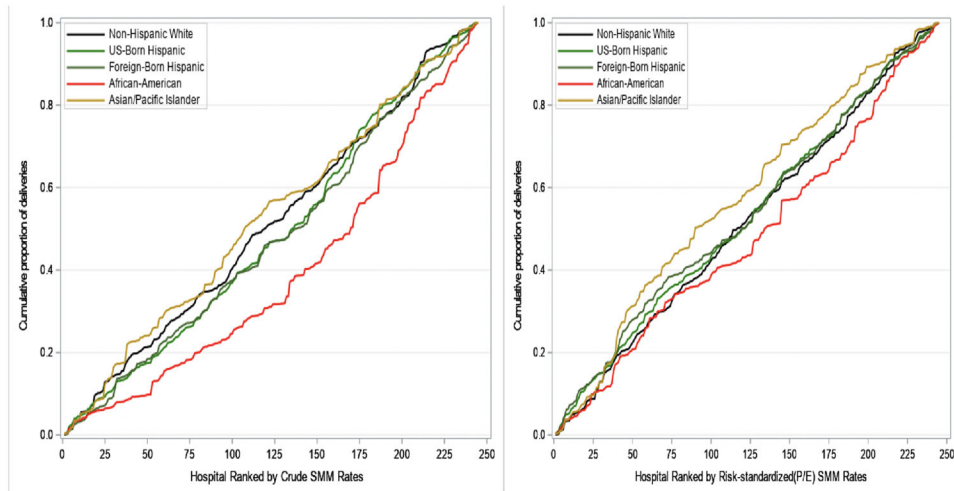 1.0
0.8
0.6
0.4
0.2
0.0
Cumulative proportion of deliveries
Non-Hispanic White
US-Born Hispanic
Foreign-Born Hispanic
African-American
Asian/Pacific Islander
0 25 50 75 100 125 150 175 200 225 250
Hospital Ranked by Crude SMM Rates
1.0
0.8
0.6
0.4
0.2
0.0
Cumulative proportion of deliveries
Non-Hispanic White
US-Born Hispanic
Foreign-Born Hispanic
African-American
Asian/Pacific Islander
0 25 50 75 100 125 150 175 200 225 250
Hospital Ranked by Risk-standardized(P/E) SMM Rates